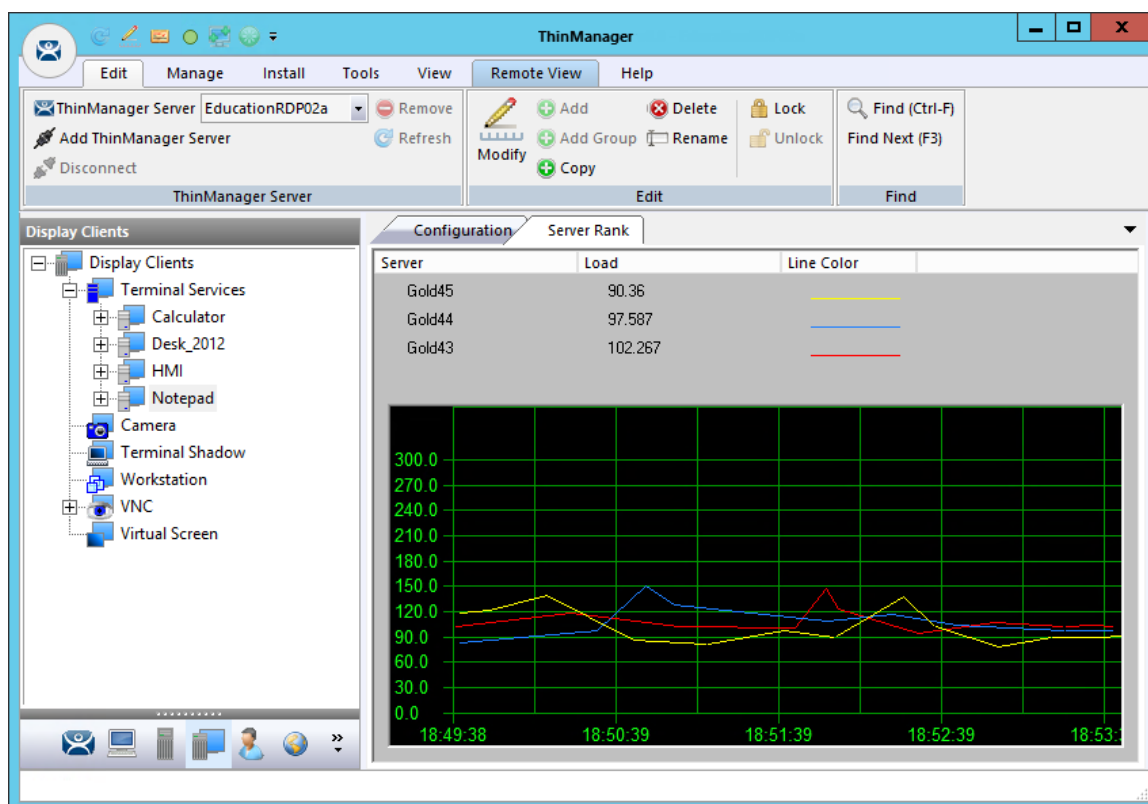 ThinManager
Edit Manage Install Tools View Remote View Help
ThinManager Server EducationRDP02a Remove
Add ThinManager Server Refresh
Disconnect
ThinManager Server
Modify
Add Delete Lock
Add Group Rename Unlock
Copy
Edit
Find (Ctrl-F)
Find Next (F3)
Find
Display Clients
Display Clients
Terminal Services
Calculator
Desk_2012
HMI
Notepad
Camera
Terminal Shadow
Workstation
VNC
Virtual Screen
Configuration Server Rank
Server Load Line Color
Gold45 90.36
Gold44 97.587
Gold43 102.267
300.0
270.0
240.0
210.0
180.0
150.0
120.0
90.0
60.0
30.0
0.0
18:49:38 18:50:39 18:51:39 18:52:39 18:53: